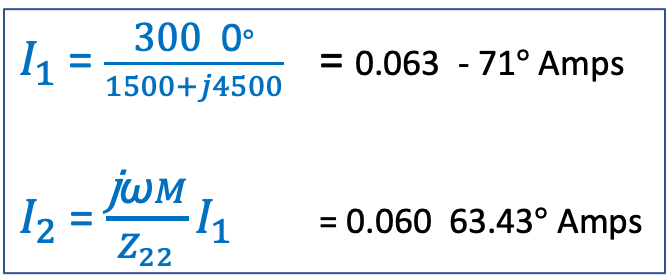 I₁ = 300 0° / 1500+j4500 = 0.063 - 71° Amps
I₂ = jωM / Z₂₂ I₁ = 0.060 63.43° Amps